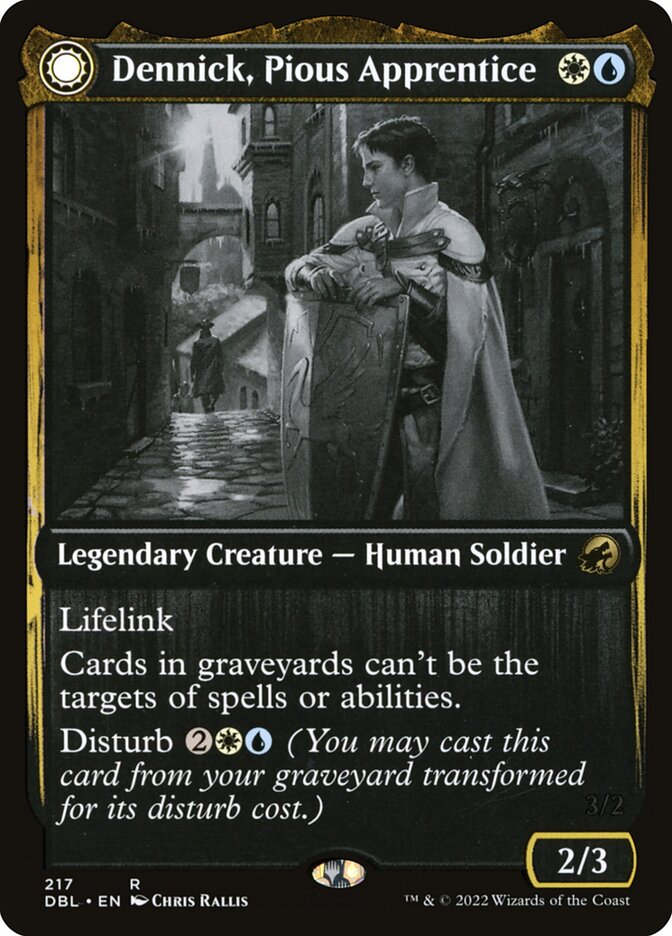 Dennick, Pious Apprentice
Legendary Creature — Human Soldier
Lifelink
Cards in graveyards can't be the
targets of spells or abilities.
Disturb 2 (You may cast this
card from your graveyard transformed
for its disturb cost.)
3/2
2/3
217 R
DBL • EN Chris Rallis
™ & © 2022 Wizards of the Coast